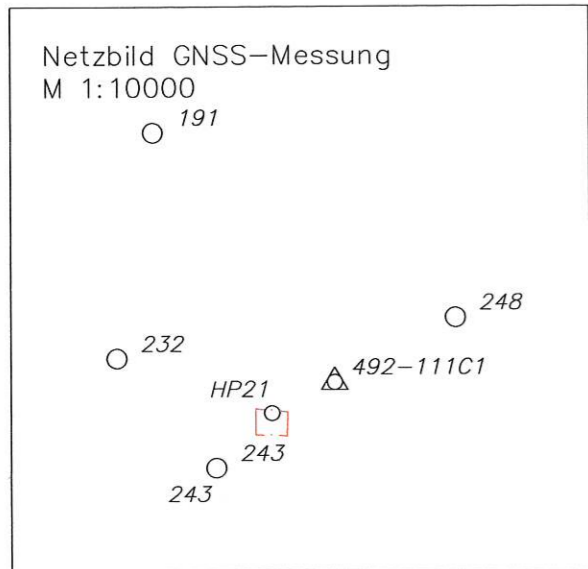 Netzbild GNSS-Messung
M 1:10000
191
248
232
492-111C1
HP21
243
243